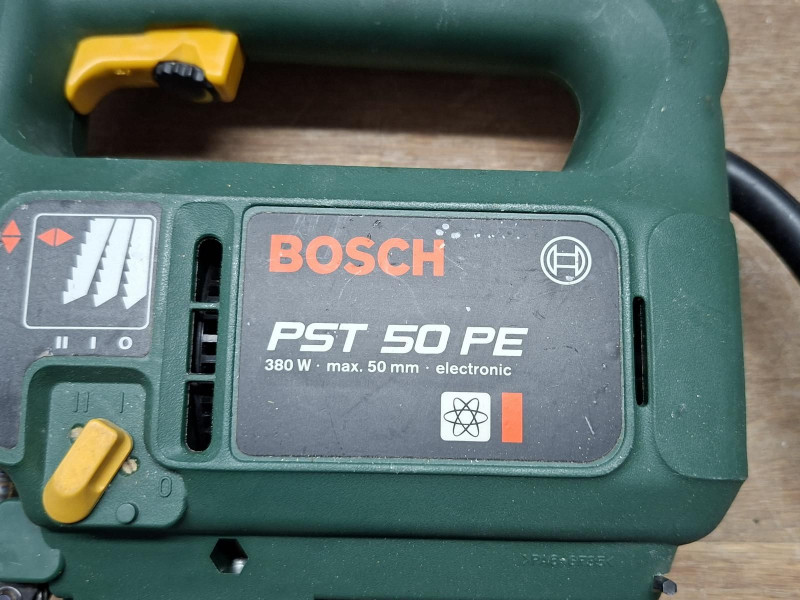 BOSCH
PST 50 PE
380 W · max. 50 mm · electronic
II I O
II I
0